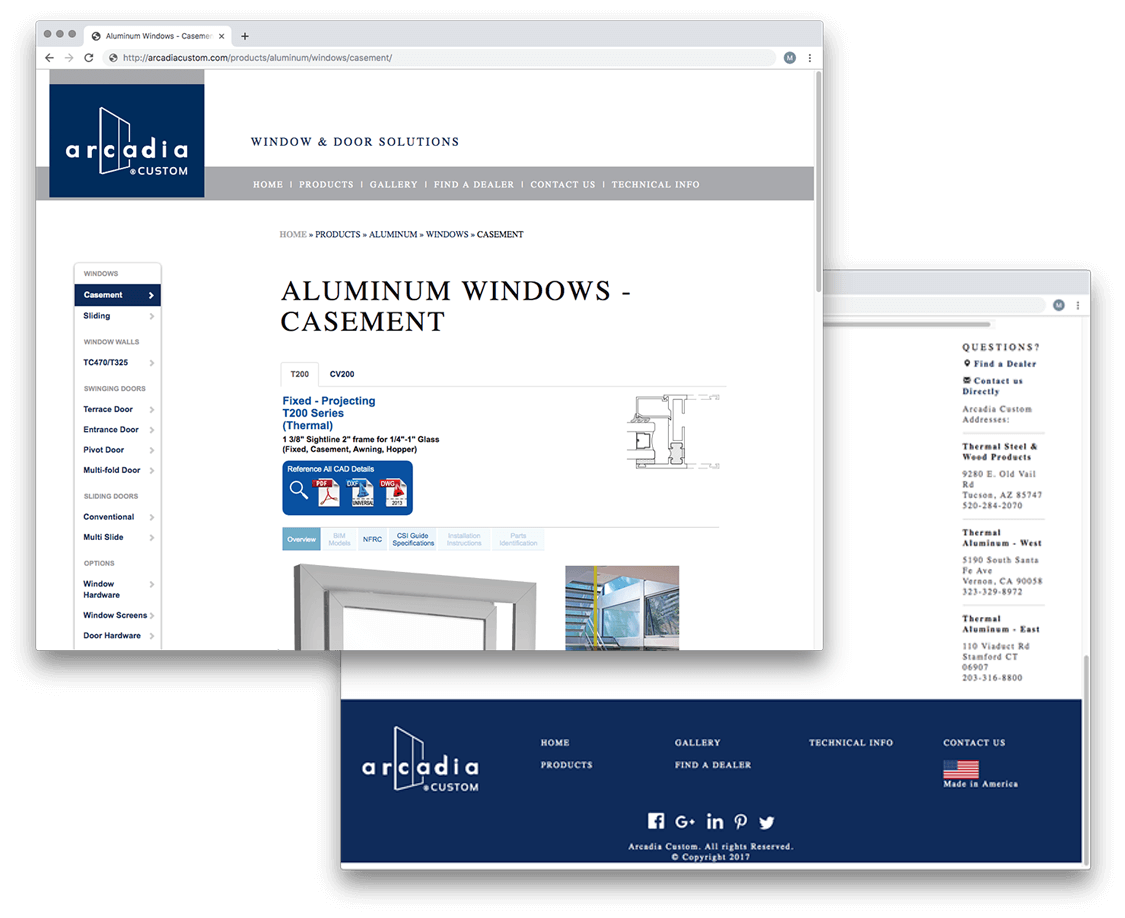 Aluminum Windows - Casemer
http://arcadiacustom.com/products/aluminum/windows/casement/
M
arcadia
®CUSTOM
WINDOW & DOOR SOLUTIONS
HOME | PRODUCTS | GALLERY | FIND A DEALER | CONTACT US | TECHNICAL INFO
HOME » PRODUCTS » ALUMINUM » WINDOWS » CASEMENT
WINDOWS
Casement
Sliding
WINDOW WALLS
TC470/T325
SWINGING DOORS
Terrace Door
Entrance Door
Pivot Door
Multi-fold Door
SLIDING DOORS
Conventional
Multi Slide
OPTIONS
Window
Hardware
Window Screens
Door Hardware
ALUMINUM WINDOWS -
CASEMENT
T200 CV200
Fixed - Projecting
T200 Series
(Thermal)
1 3/8" Sightline 2" frame for 1/4"-1" Glass
(Fixed, Casement, Awning, Hopper)
Reference All CAD Details
PDF DXF DWG
UNIVERSAL 2013
Overview
BIM
Models
NFRC
CSI Guide
Specifications
Installation
Instructions
Parts
Identification
M
QUESTIONS?
Find a Dealer
Contact us
Directly
Arcadia Custom
Addresses:
Thermal Steel &
Wood Products
9280 E. Old Vail
Rd
Tucson, AZ 85747
520-284-2070
Thermal
Aluminum - West
5190 South Santa
Fe Ave
Vernon, CA 90058
323-329-8972
Thermal
Aluminum - East
110 Viaduct Rd
Stamford CT
06907
203-316-8800
arcadia
®CUSTOM
HOME
PRODUCTS
GALLERY
FIND A DEALER
TECHNICAL INFO
CONTACT US
Made in America
G+ in
Arcadia Custom. All rights Reserved.
© Copyright 2017